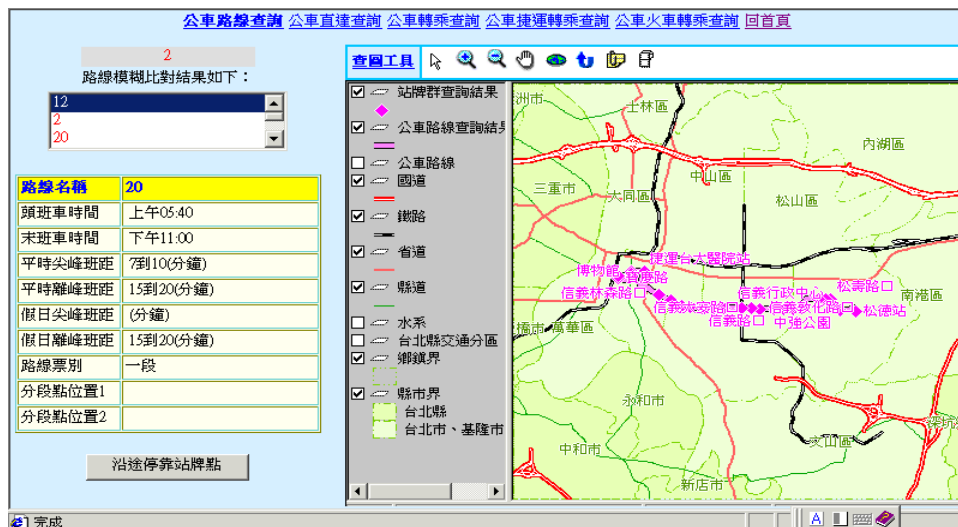 公車路線查詢 公車直達查詢 公車轉乘查詢 公車捷運轉乘查詢 公車火車轉乘查詢 回首頁
2
路線模糊比對結果如下：
12
2
20
路線名稱 20
頭班車時間 上午05:40
末班車時間 下午11:00
平時尖峰班距 7到10(分鐘)
平時離峰班距 15到20(分鐘)
假日尖峰班距 (分鐘)
假日離峰班距 15到20(分鐘)
路線票別 一段
分段點位置1
分段點位置2
沿途停靠站牌點
查圖工具
站牌群查詢結果
公車路線查詢結果
公車路線
國道
鐵路
省道
縣道
水系
台北縣交通分區
鄉鎮界
縣市界
台北縣
台北市、基隆市
洲市
士林區
內湖區
三重市
大同區
中山區
松山區
捷運台大醫院站
博物館
信義林森路口
信義行政中心
松壽路口
南港區
信義敦化路口
松德站
信義路口
中強公園
橋市
萬華區
永和市
中和市
文山區
深坑
新店市
完成
A